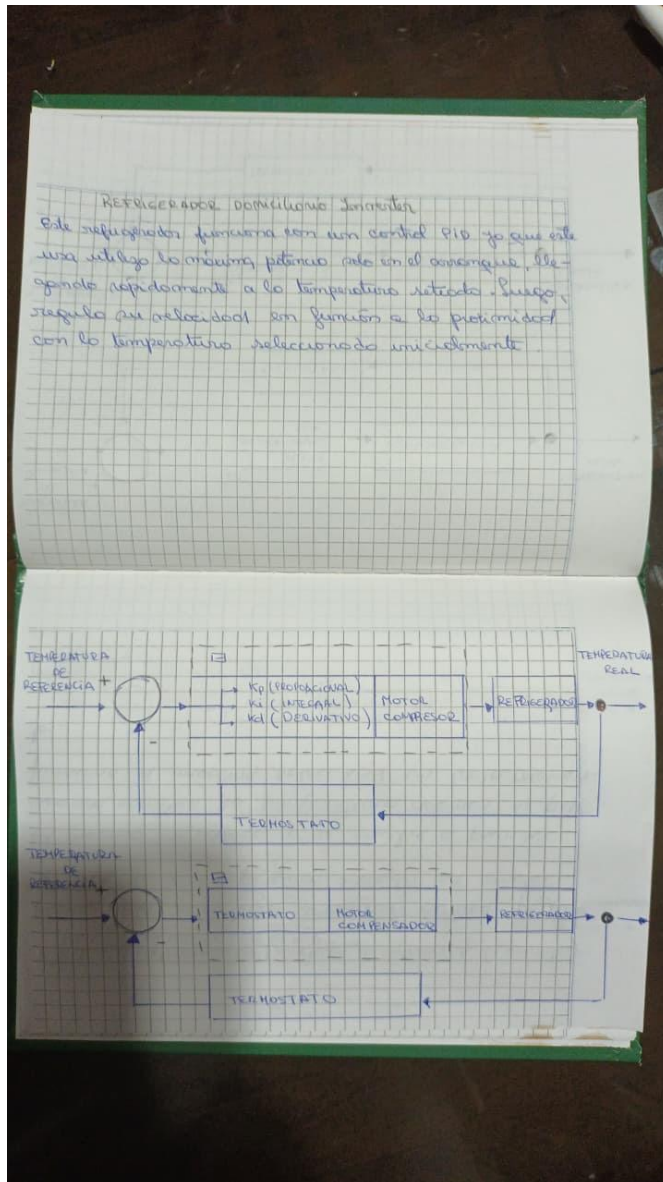 REFRIGERADOR DOMICILIARIO Inverter
Este refrigerador funciona con un control PID ya que este
usa utiliza la máxima potencia solo en el arranque, lle-
gando rápidamente a la temperatura seteada. Luego,
regula su velocidad en función a la proximidad
con la temperatura seleccionada inicialmente
TEMPERATURA
DE
REFERENCIA +
-
Kp (PROPORCIONAL)
Ki (INTEGRAL)
Kd (DERIVATIVO)
MOTOR
COMPRESOR
REFRIGERADOR
TEMPERATURA
REAL
TERMOSTATO
TEMPERATURA
DE
REFERENCIA +
-
TERMOSTATO
MOTOR
COMPENSADOR
REFRIGERADOR
TERMOSTATO